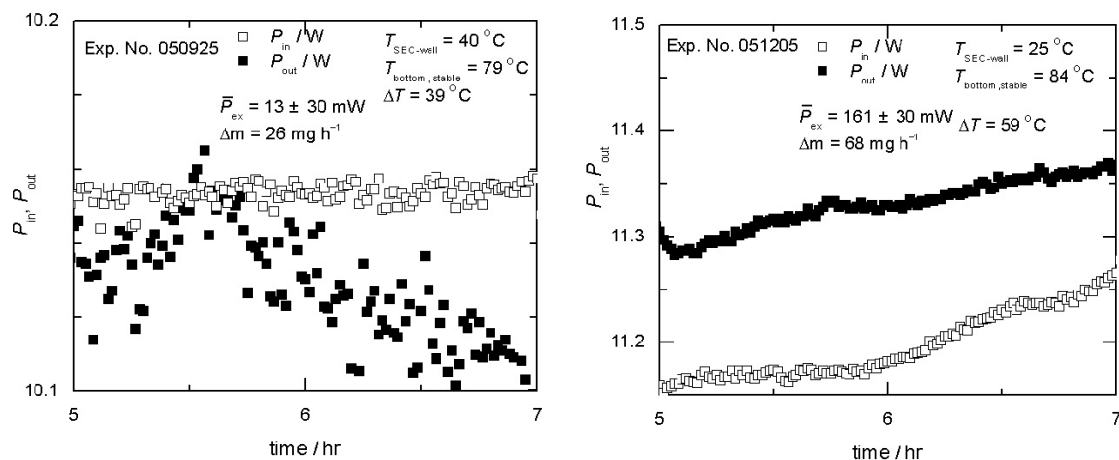 10.2
Exp. No. 050925
□ P_in / W
■ P_out / W
T_SEC-wall = 40 °C
T_bottom,stable = 79 °C
ΔT = 39 °C
P̅_ex = 13 ± 30 mW
Δm = 26 mg h⁻¹
P_in, P_out
10.1
5 6 7
time / hr
11.5
Exp. No. 051205
□ P_in / W
■ P_out / W
T_SEC-wall = 25 °C
T_bottom,stable = 84 °C
P̅_ex = 161 ± 30 mW
ΔT = 59 °C
Δm = 68 mg h⁻¹
11.4
P_in, P_out
11.3
11.2
5 6 7
time / hr